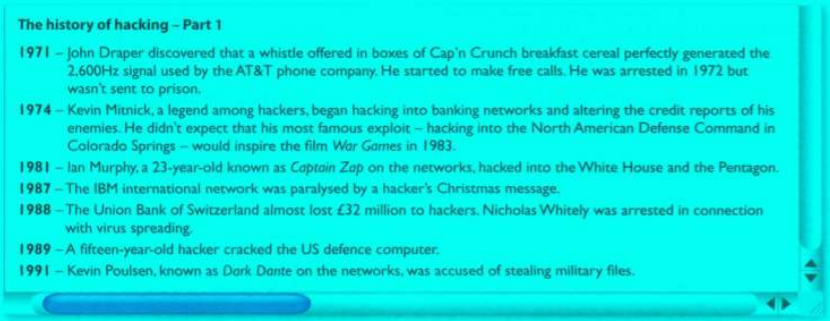 The history of hacking – Part 1
1971 – John Draper discovered that a whistle offered in boxes of Cap'n Crunch breakfast cereal perfectly generated the
2,600Hz signal used by the AT&T phone company. He started to make free calls. He was arrested in 1972 but
wasn't sent to prison.
1974 – Kevin Mitnick, a legend among hackers, began hacking into banking networks and altering the credit reports of his
enemies. He didn't expect that his most famous exploit – hacking into the North American Defense Command in
Colorado Springs – would inspire the film War Games in 1983.
1981 – Ian Murphy, a 23-year-old known as Captain Zap on the networks, hacked into the White House and the Pentagon.
1987 – The IBM international network was paralysed by a hacker's Christmas message.
1988 – The Union Bank of Switzerland almost lost £32 million to hackers. Nicholas Whitely was arrested in connection
with virus spreading.
1989 – A fifteen-year-old hacker cracked the US defence computer.
1991 – Kevin Poulsen, known as Dark Dante on the networks, was accused of stealing military files.